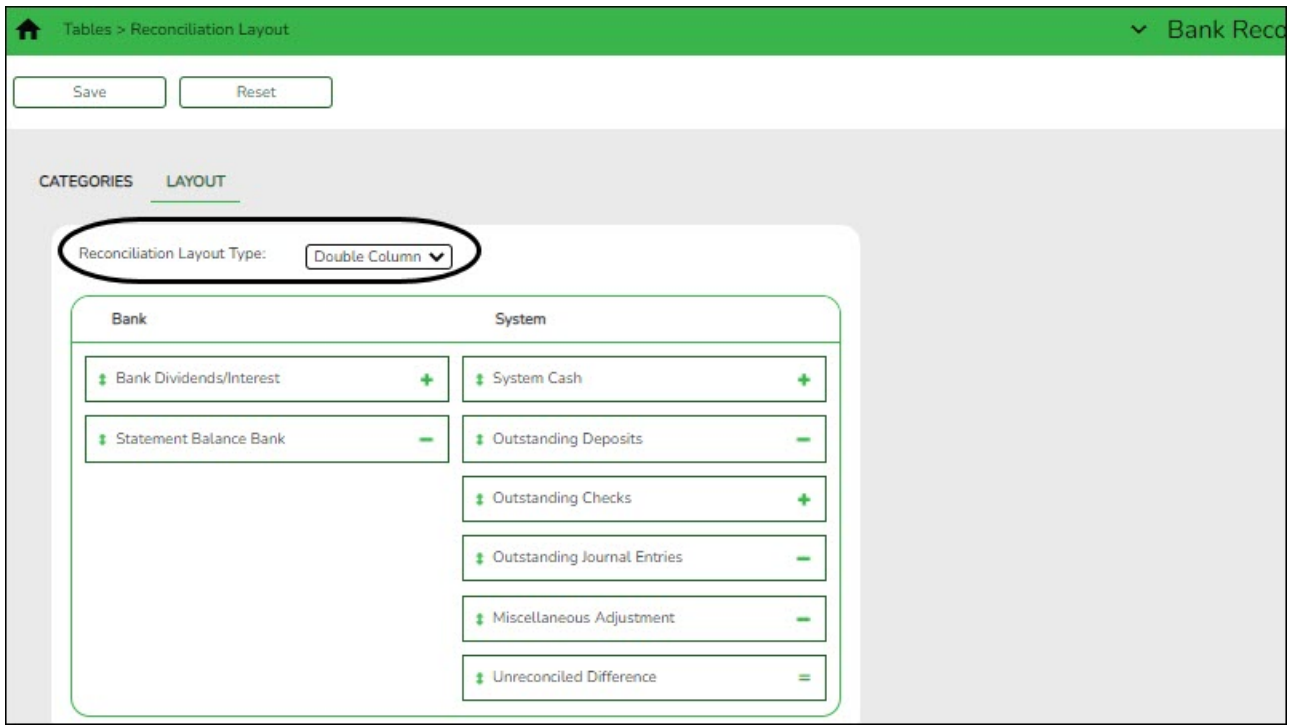 Tables > Reconciliation Layout
Bank Reco
Save Reset
CATEGORIES LAYOUT
Reconciliation Layout Type: Double Column
Bank System
Bank Dividends/Interest + System Cash +
Statement Balance Bank - Outstanding Deposits -
Outstanding Checks +
Outstanding Journal Entries -
Miscellaneous Adjustment -
Unreconciled Difference =